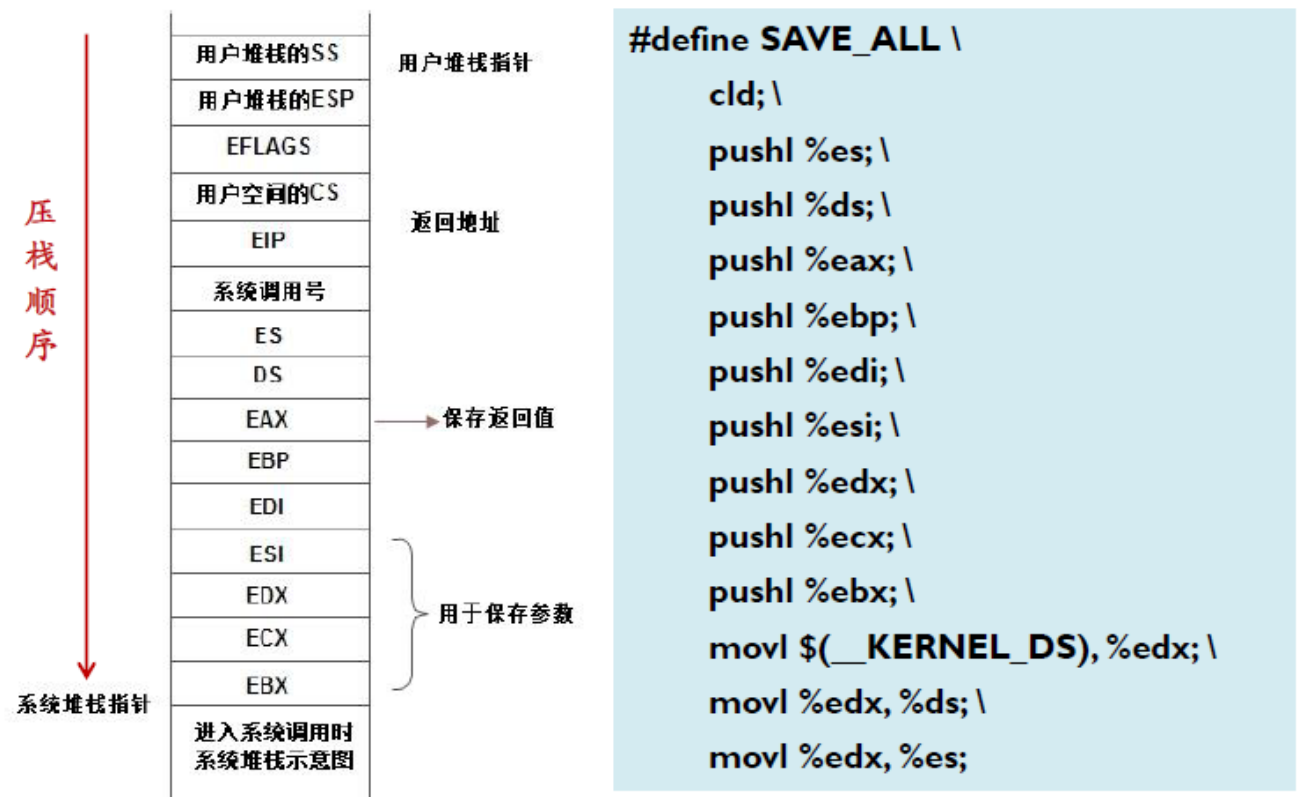 用户堆栈的SS
用户堆栈指针
用户堆栈的ESP
EFLAGS
用户空间的CS
返回地址
EIP
系统调用号
ES
DS
EAX
保存返回值
EBP
EDI
ESI
EDX
用于保存参数
ECX
EBX
压
栈
顺
序
系统堆栈指针
进入系统调用时
系统堆栈示意图
#define SAVE_ALL \
cld; \
pushl %es; \
pushl %ds; \
pushl %eax; \
pushl %ebp; \
pushl %edi; \
pushl %esi; \
pushl %edx; \
pushl %ecx; \
pushl %ebx; \
movl $(__KERNEL_DS), %edx; \
movl %edx, %ds; \
movl %edx, %es;